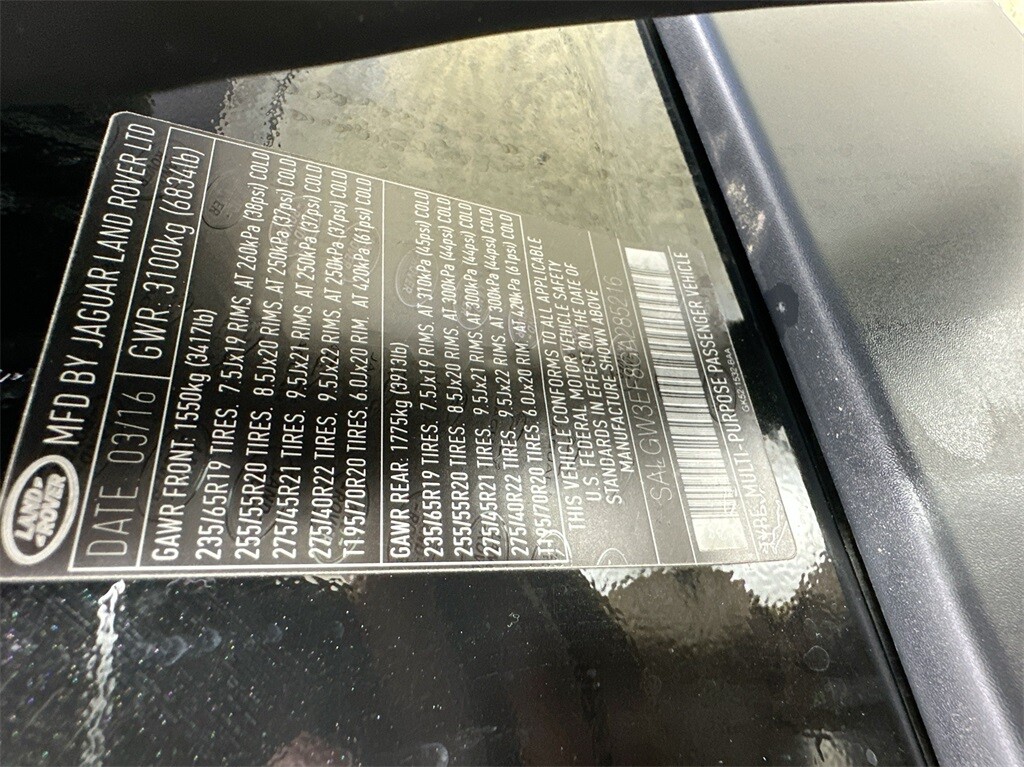 LAND ROVER
MFD BY JAGUAR LAND ROVER LTD
DATE 03/16 GWR: 3100kg (6834lb)
GAWR FRONT: 1550kg (3417lb)
235/65R19 TIRES. 7.5Jx19 RIMS. AT 260kPa (38psi) COLD
255/55R20 TIRES. 8.5Jx20 RIMS. AT 250kPa (37psi) COLD
275/45R21 TIRES. 9.5Jx21 RIMS. AT 250kPa (37psi) COLD
275/40R22 TIRES. 9.5Jx22 RIMS. AT 250kPa (37psi) COLD
T195/70R20 TIRES. 6.0Jx20 RIM. AT 420kPa (61psi) COLD
GAWR REAR: 1775kg (3913lb)
235/65R19 TIRES. 7.5Jx19 RIMS. AT 310kPa (45psi) COLD
255/55R20 TIRES. 8.5Jx20 RIMS. AT 300kPa (44psi) COLD
275/45R21 TIRES. 9.5Jx21 RIMS. AT 300kPa (44psi) COLD
275/40R22 TIRES. 9.5Jx22 RIMS. AT 300kPa (44psi) COLD
T195/70R20 TIRES. 6.0Jx20 RIM. AT 420kPa (61psi) COLD
THIS VEHICLE CONFORMS TO ALL APPLICABLE
U.S. FEDERAL MOTOR VEHICLE SAFETY
STANDARDS IN EFFECT ON THE DATE OF
MANUFACTURE SHOWN ABOVE
MULTI-PURPOSE PASSENGER VEHICLE